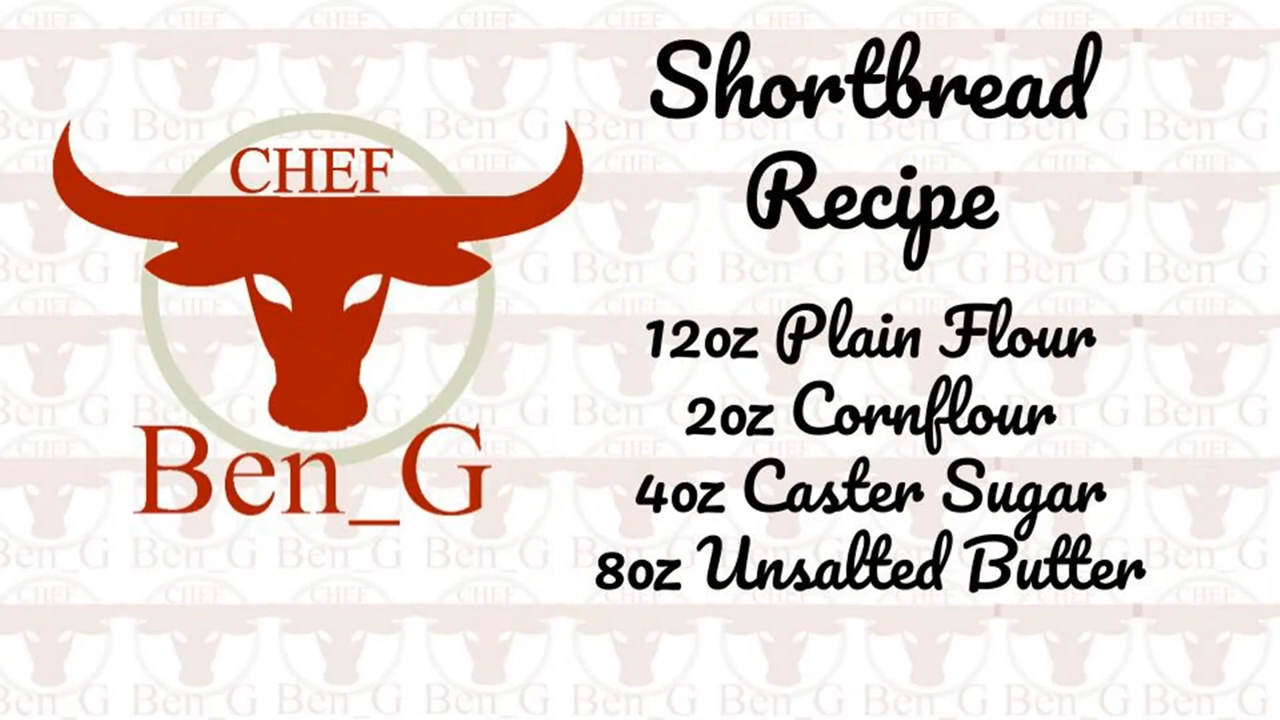 CHEF
Ben_G
Shortbread
Recipe
12oz Plain Flour
2oz Cornflour
4oz Caster Sugar
8oz Unsalted Butter